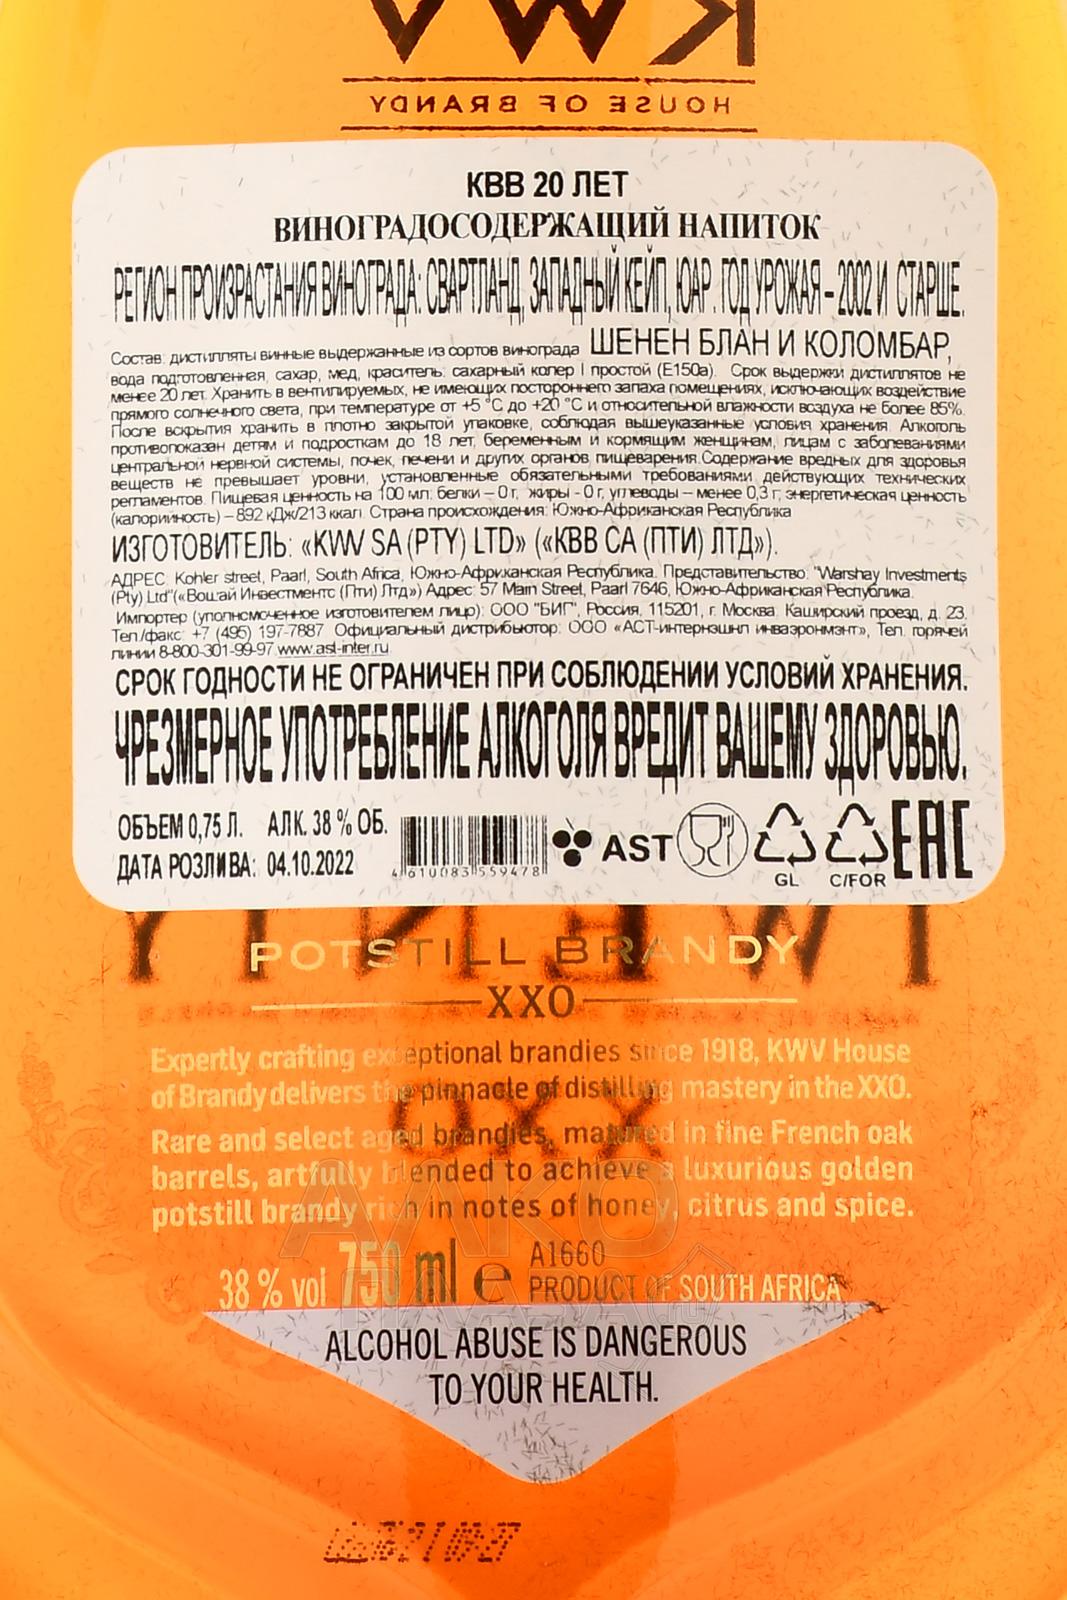 KWV
HOUSE OF BRANDY
КВВ 20 ЛЕТ
ВИНОГРАДОСОДЕРЖАЩИЙ НАПИТОК
РЕГИОН ПРОИЗРАСТАНИЯ ВИНОГРАДА: СВАРТЛАНД, ЗАПАДНЫЙ КЕЙП, ЮАР. ГОД УРОЖАЯ – 2002 И СТАРШЕ.
Состав: дистилляты винные выдержанные из сортов винограда ШЕНЕН БЛАН И КОЛОМБАР,
вода подготовленная, сахар, мед, краситель: сахарный колер I простой (Е150а). Срок выдержки дистиллятов не
менее 20 лет. Хранить в вентилируемых, не имеющих постороннего запаха помещениях, исключающих воздействие
прямого солнечного света, при температуре от +5 °С до +20 °С и относительной влажности воздуха не более 85%.
После вскрытия хранить в плотно закрытой упаковке, соблюдая вышеуказанные условия хранения. Алкоголь
противопоказан детям и подросткам до 18 лет, беременным и кормящим женщинам, лицам с заболеваниями
центральной нервной системы, почек, печени и других органов пищеварения.Содержание вредных для здоровья
веществ не превышает уровни, установленные обязательными требованиями действующих технических
регламентов. Пищевая ценность на 100 мл: белки – 0 г, жиры - 0 г, углеводы – менее 0,3 г; энергетическая ценность
(калорийность) – 892 кДж/213 ккал. Страна происхождения: Южно-Африканская Республика
ИЗГОТОВИТЕЛЬ: «KWV SA (PTY) LTD» («КВВ СА (ПТИ) ЛТД»).
АДРЕС: Kohler street, Paarl, South Africa, Южно-Африканская Республика. Представительство: "Warshay Investments
(Pty) Ltd"(«Вошай Инвестментс (Пти) Лтд») Адрес: 57 Main Street, Paarl 7646, Южно-Африканская Республика.
Импортер (уполномоченное изготовителем лицо): ООО "БИГ", Россия, 115201, г. Москва, Каширский проезд, д. 23.
Тел./факс: +7 (495) 197-7887. Официальный дистрибьютор: ООО «АСТ-интернэшнл инваэронмэнт», Тел. горячей
линии 8-800-301-99-97 www.ast-inter.ru
СРОК ГОДНОСТИ НЕ ОГРАНИЧЕН ПРИ СОБЛЮДЕНИИ УСЛОВИЙ ХРАНЕНИЯ.
ЧРЕЗМЕРНОЕ УПОТРЕБЛЕНИЕ АЛКОГОЛЯ ВРЕДИТ ВАШЕМУ ЗДОРОВЬЮ.
ОБЪЕМ 0,75 Л. АЛК. 38 % ОБ.
ДАТА РОЗЛИВА: 04.10.2022
4 610083 559478
AST
GL
C/FOR
EAC
TWENTY
POTSTILL BRANDY
XXO
Expertly crafting exceptional brandies since 1918, KWV House
of Brandy delivers the pinnacle of distilling mastery in the XXO.
XXO
Rare and select aged brandies, matured in fine French oak
barrels, artfully blended to achieve a luxurious golden
potstill brandy rich in notes of honey, citrus and spice.
38 % vol 750 ml e A1660
PRODUCT OF SOUTH AFRICA
ALCOHOL ABUSE IS DANGEROUS
TO YOUR HEALTH.